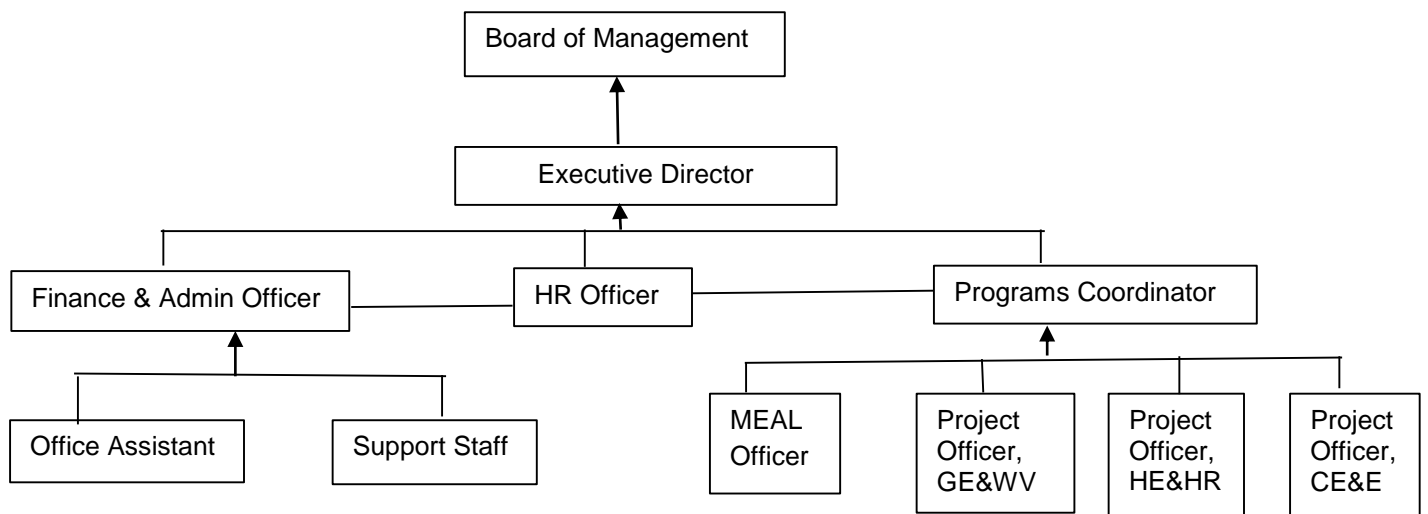 Board of Management
Executive Director
Finance & Admin Officer
HR Officer
Programs Coordinator
Office Assistant
Support Staff
MEAL
Officer
Project
Officer,
GE&WV
Project
Officer,
HE&HR
Project
Officer,
CE&E